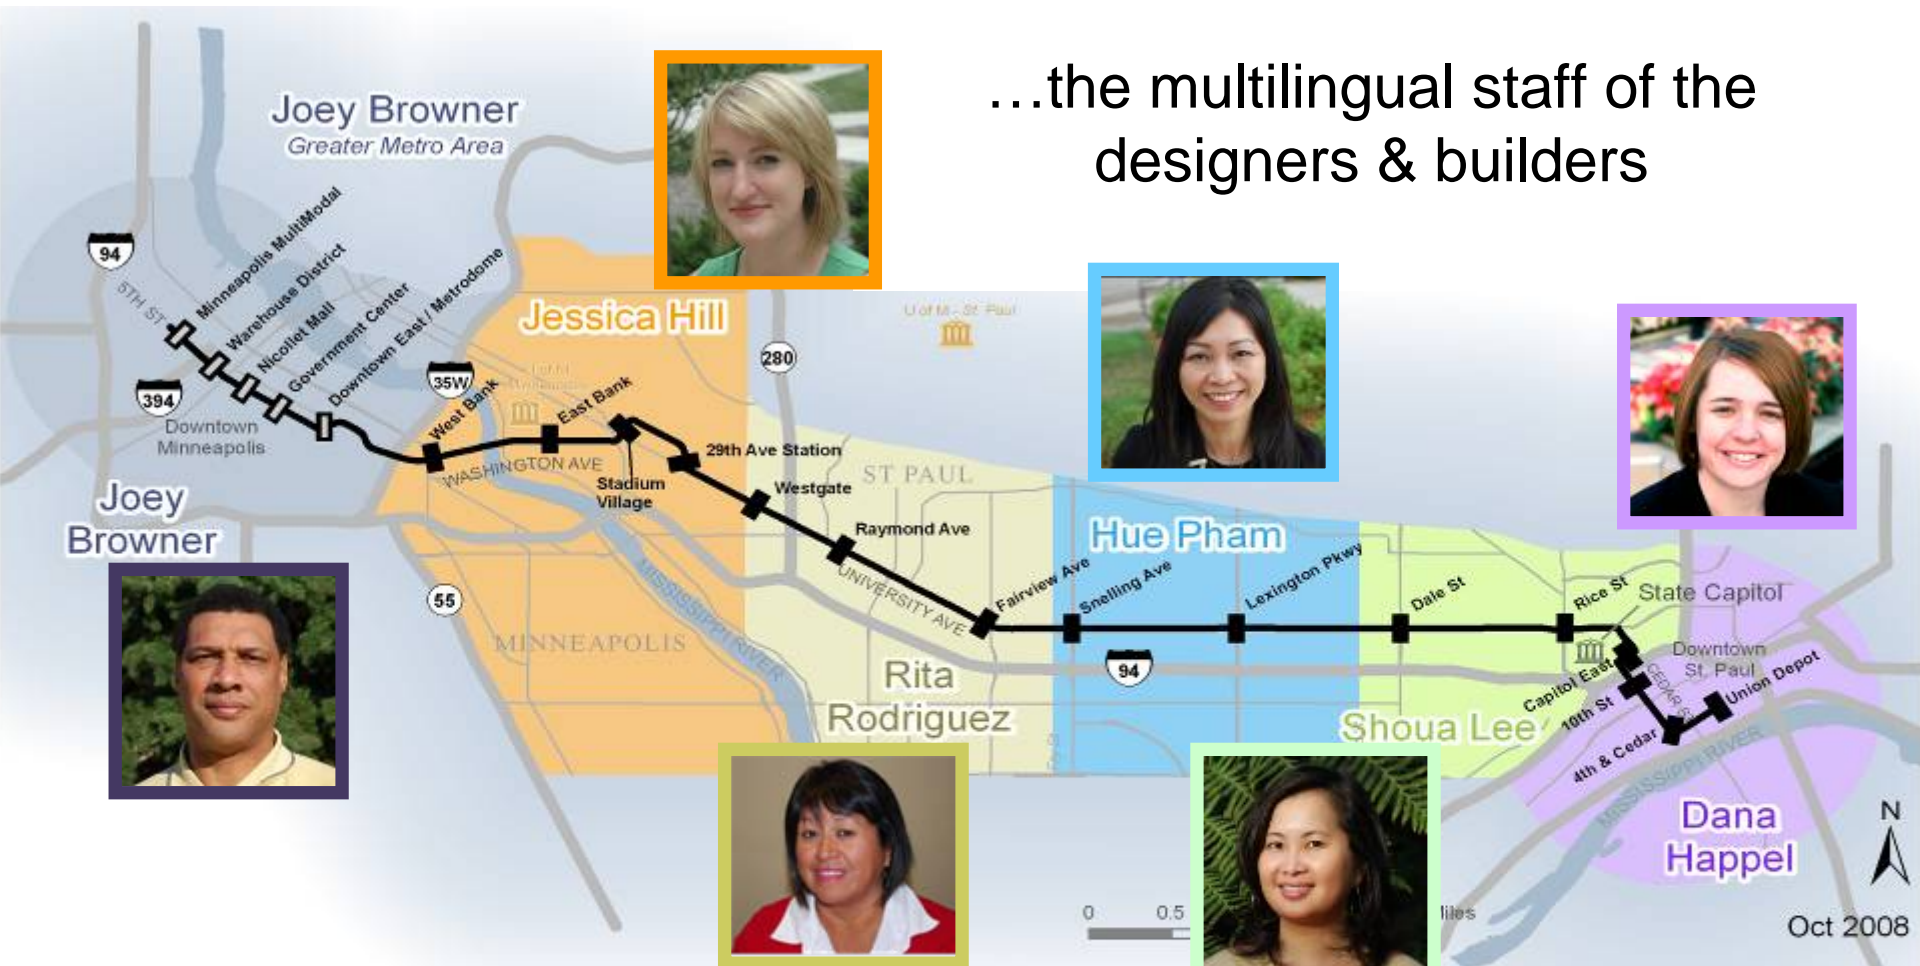 …the multilingual staff of the
designers & builders
Joey Browner
Greater Metro Area
94
5TH ST
Minneapolis MultiModal
Warehouse District
Nicollet Mall
Government Center
Downtown East / Metrodome
394
Downtown
Minneapolis
Joey
Browner
Jessica Hill
35W
West Bank
East Bank
WASHINGTON AVE
Stadium
Village
29th Ave Station
280
U of M - St. Paul
ST PAUL
Westgate
Raymond Ave
UNIVERSITY AVE
Fairview Ave
55
MINNEAPOLIS
MISSISSIPPI RIVER
Rita
Rodriguez
Hue Pham
Snelling Ave
Lexington Pkwy
94
Dale St
Rice St
Shoua Lee
State Capitol
Downtown
St. Paul
Capitol East
10th St
CEDAR
4th & Cedar
Union Depot
MISSISSIPPI RIVER
Dana
Happel
N
0 0.5
Oct 2008